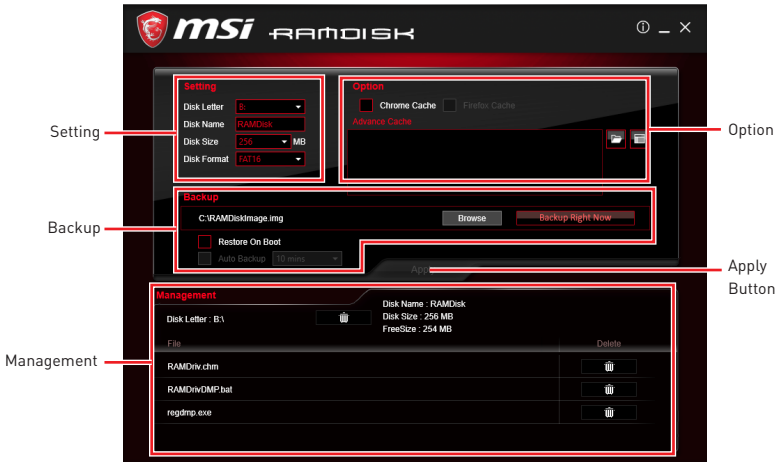 msi RAMDISK
Setting
Disk Letter B:
Disk Name RAMDisk
Disk Size 256 MB
Disk Format FAT16
Option
Chrome Cache Firefox Cache
Advance Cache
Setting
Option
Backup
C:\RAMDiskImage.img Browse Backup Right Now
Restore On Boot
Auto Backup 10 mins
Backup
Apply
Apply
Button
Management
Disk Letter : B:\
Disk Name : RAMDisk
Disk Size : 256 MB
FreeSize : 254 MB
File Delete
RAMDriv.chm
RAMDrivDMP.bat
regdmp.exe
Management